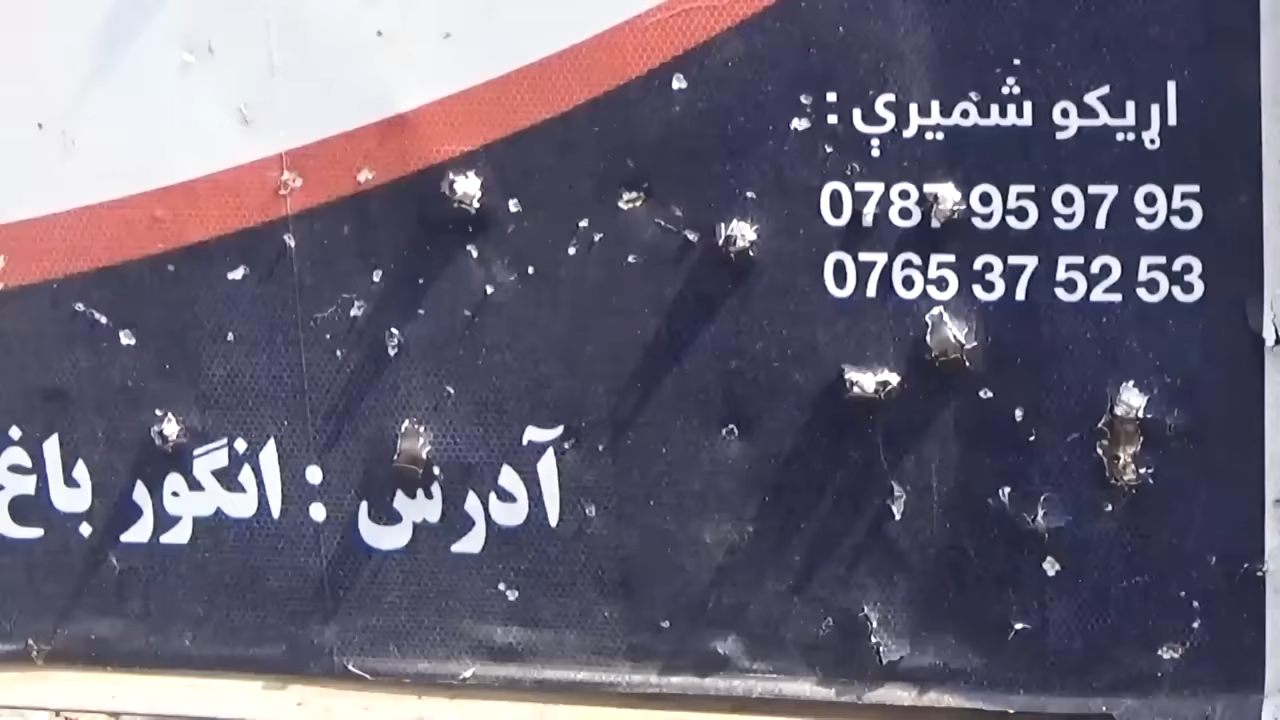 اړیکو شمیرې :
0787 95 97 95
0765 37 52 53
آدرس : انگور باغ